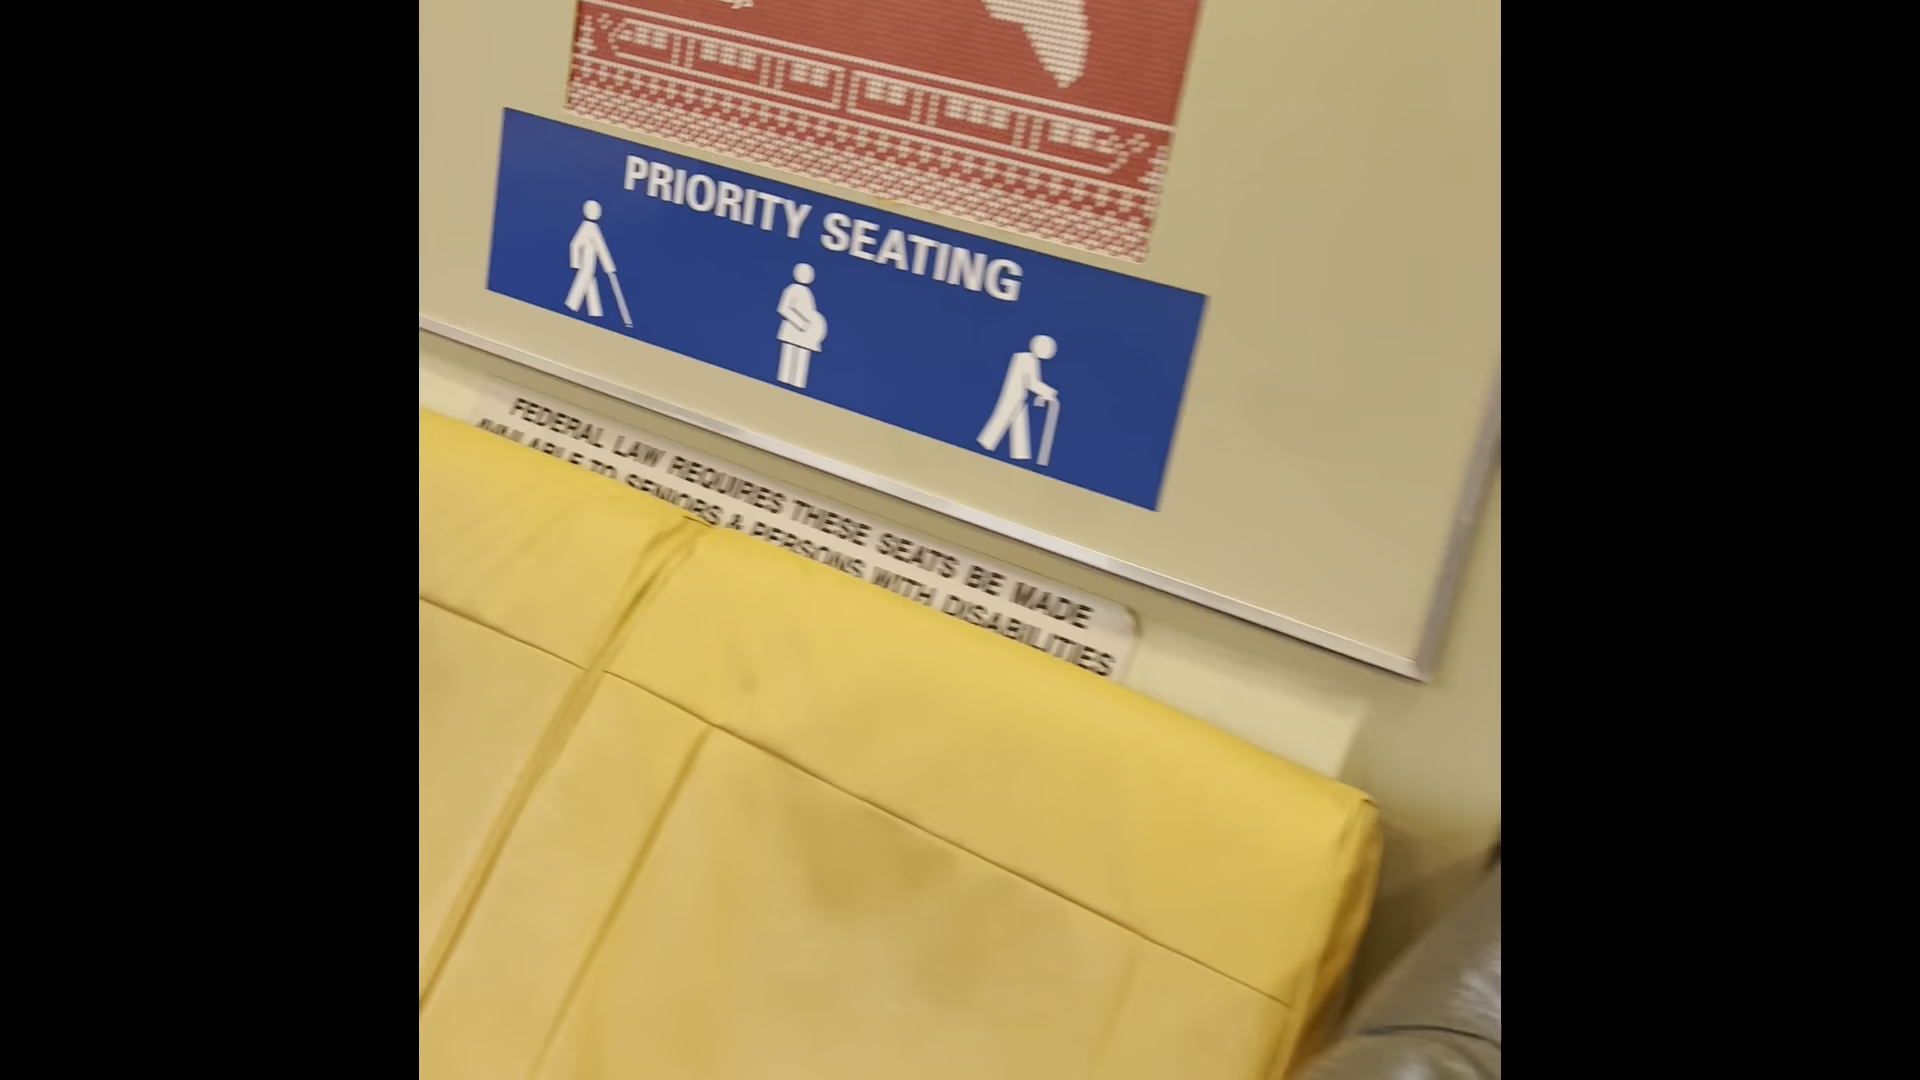 PRIORITY SEATING
FEDERAL LAW REQUIRES THESE SEATS BE MADE
AVAILABLE TO SENIORS & PERSONS WITH DISABILITIES